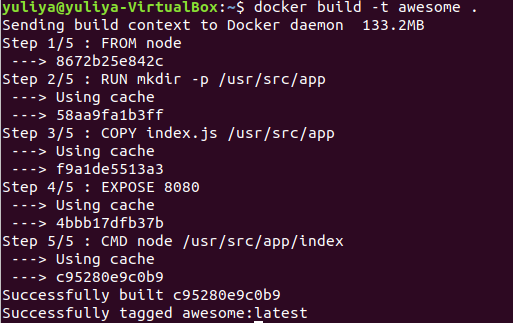 yuliya@yuliya-VirtualBox:~$ docker build -t awesome .
Sending build context to Docker daemon  133.2MB
Step 1/5 : FROM node
 ---> 8672b25e842c
Step 2/5 : RUN mkdir -p /usr/src/app
 ---> Using cache
 ---> 58aa9fa1b3ff
Step 3/5 : COPY index.js /usr/src/app
 ---> Using cache
 ---> f9a1de5513a3
Step 4/5 : EXPOSE 8080
 ---> Using cache
 ---> 4bbb17dfb37b
Step 5/5 : CMD node /usr/src/app/index
 ---> Using cache
 ---> c95280e9c0b9
Successfully built c95280e9c0b9
Successfully tagged awesome:latest